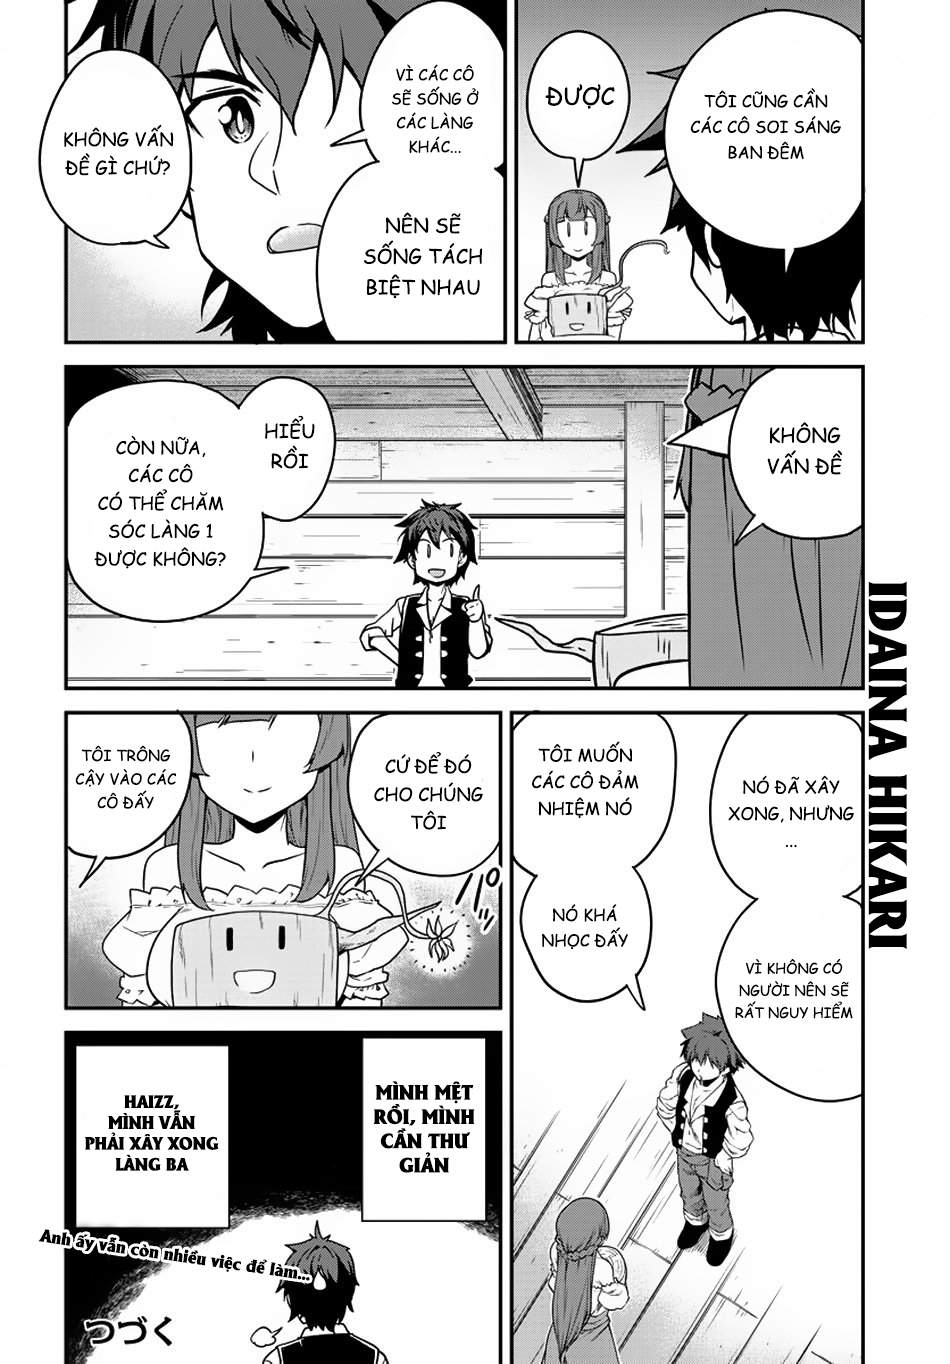 TÔI CŨNG CẦN
CÁC CÔ SOI SÁNG
BAN ĐÊM
ĐƯỢC
VÌ CÁC CÔ
SẼ SỐNG Ở
CÁC LÀNG
KHÁC...
NÊN SẼ
SỐNG TÁCH
BIỆT NHAU
KHÔNG VẤN
ĐỀ GÌ CHỨ?
KHÔNG
VẤN ĐỀ
HIỂU
RỒI
CÒN NỮA,
CÁC CÔ
CÓ THỂ CHĂM
SÓC LÀNG 1
ĐƯỢC KHÔNG?
NÓ ĐÃ XÂY
XONG, NHƯNG
...
VÌ KHÔNG CÓ
NGƯỜI NÊN SẼ
RẤT NGUY HIỂM
TÔI MUỐN
CÁC CÔ ĐẢM
NHIỆM NÓ
NÓ KHÁ
NHỌC ĐẤY
CỨ ĐỂ ĐÓ
CHO CHÚNG
TÔI
TÔI TRÔNG
CẬY VÀO CÁC
CÔ ĐẤY
パッ
MÌNH MỆT
RỒI, MÌNH
CẦN THƯ
GIẢN
HAIZZ,
MÌNH VẪN
PHẢI XÂY XONG
LÀNG BA
Anh ấy vẫn còn nhiều việc để làm...
つづく
IDAINA HIKARI